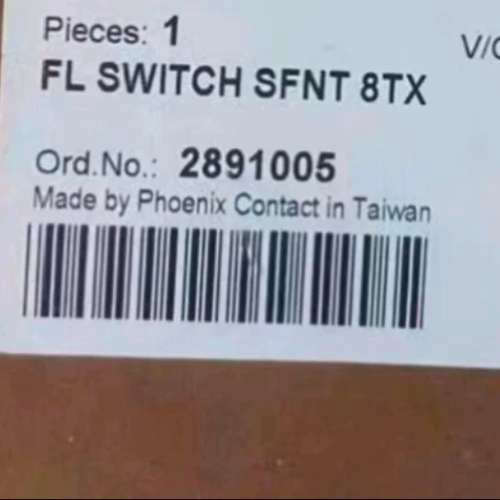 Pieces: 1
V/C
FL SWITCH SFNT 8TX
Ord.No.: 2891005
Made by Phoenix Contact in Taiwan